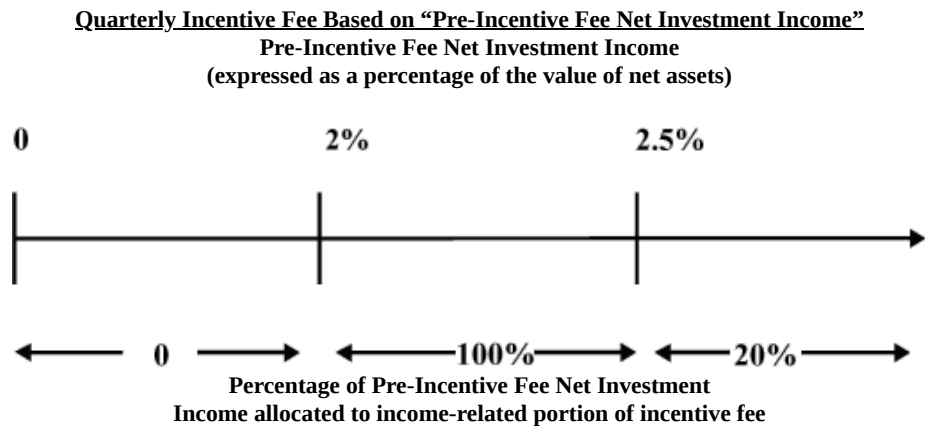 Quarterly Incentive Fee Based on “Pre-Incentive Fee Net Investment Income”
Pre-Incentive Fee Net Investment Income
(expressed as a percentage of the value of net assets)
0 2% 2.5%
0 100% 20%
Percentage of Pre-Incentive Fee Net Investment
Income allocated to income-related portion of incentive fee